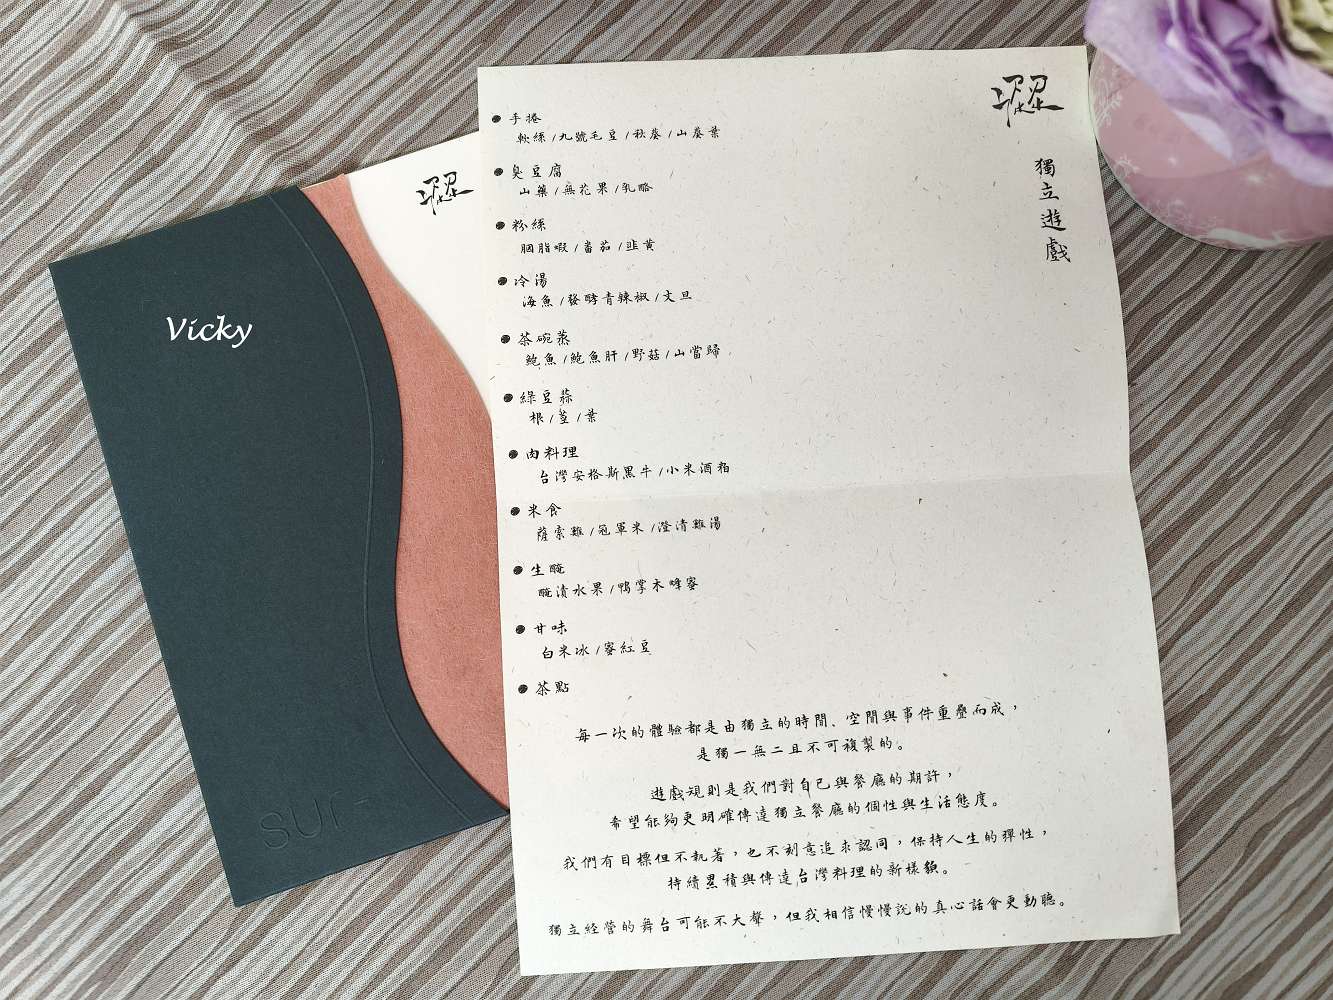 澀
獨立遊戲
手捲
軟絲/九號毛豆/秋葵/山葵葉
臭豆腐
山藥/無花果/乳酪
粉絲
胭脂蝦/番茄/韭黃
冷湯
海魚/發酵青辣椒/文旦
茶碗蒸
鮑魚/鮑魚肝/野菇/山當歸
綠豆蒜
根/莖/葉
肉料理
台灣安格斯黑牛/小米酒粕
米食
薩索雞/冠軍米/澄清雞湯
生醃
醃漬水果/鴨掌木蜂蜜
甘味
白米冰/蜜紅豆
茶點
每一次的體驗都是由獨立的時間、空間與事件重疊而成，
是獨一無二且不可複製的。
遊戲規則是我們對自己與餐廳的期許，
希望能夠更明確傳達獨立餐廳的個性與生活態度。
我們有目標但不執著，也不刻意追求認同，保持人生的彈性，
持續累積與傳達台灣料理的新樣貌。
獨立經營的舞台可能不大聲，但我相信慢慢說的真心話會更動聽。
澀
Vicky
sur-